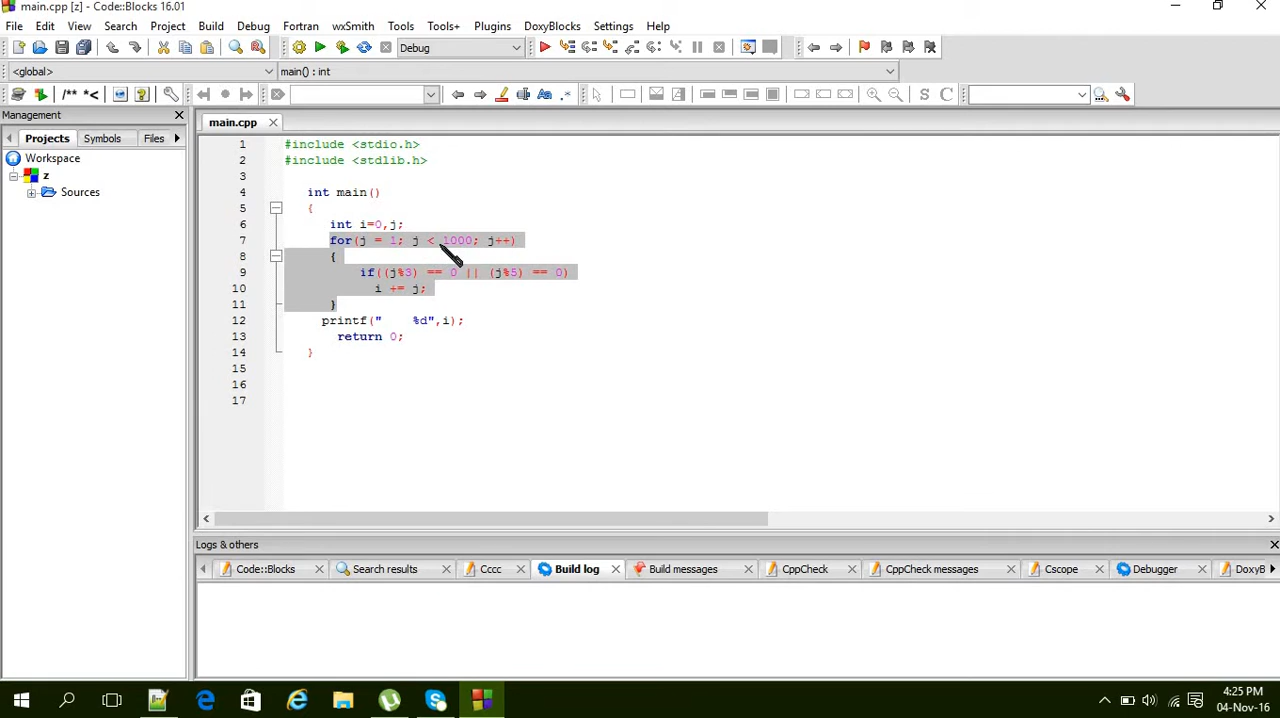 main.cpp [z] - Code::Blocks 16.01
File Edit View Search Project Build Debug Fortran wxSmith Tools Tools+ Plugins DoxyBlocks Settings Help
Debug
<global> main() : int
/** *<
Aa .* S C
Management
Projects Symbols Files
Workspace
z
Sources
main.cpp
1 #include <stdio.h>
2 #include <stdlib.h>
3
4 int main()
5 {
6 int i=0,j;
7 for(j = 1; j < 1000; j++)
8 {
9 if((j%3) == 0 || (j%5) == 0)
10 i += j;
11 }
12 printf("    %d",i);
13 return 0;
14 }
15
16
17
Logs & others
Code::Blocks Search results Cccc Build log Build messages CppCheck CppCheck messages Cscope Debugger DoxyB
4:25 PM
04-Nov-16